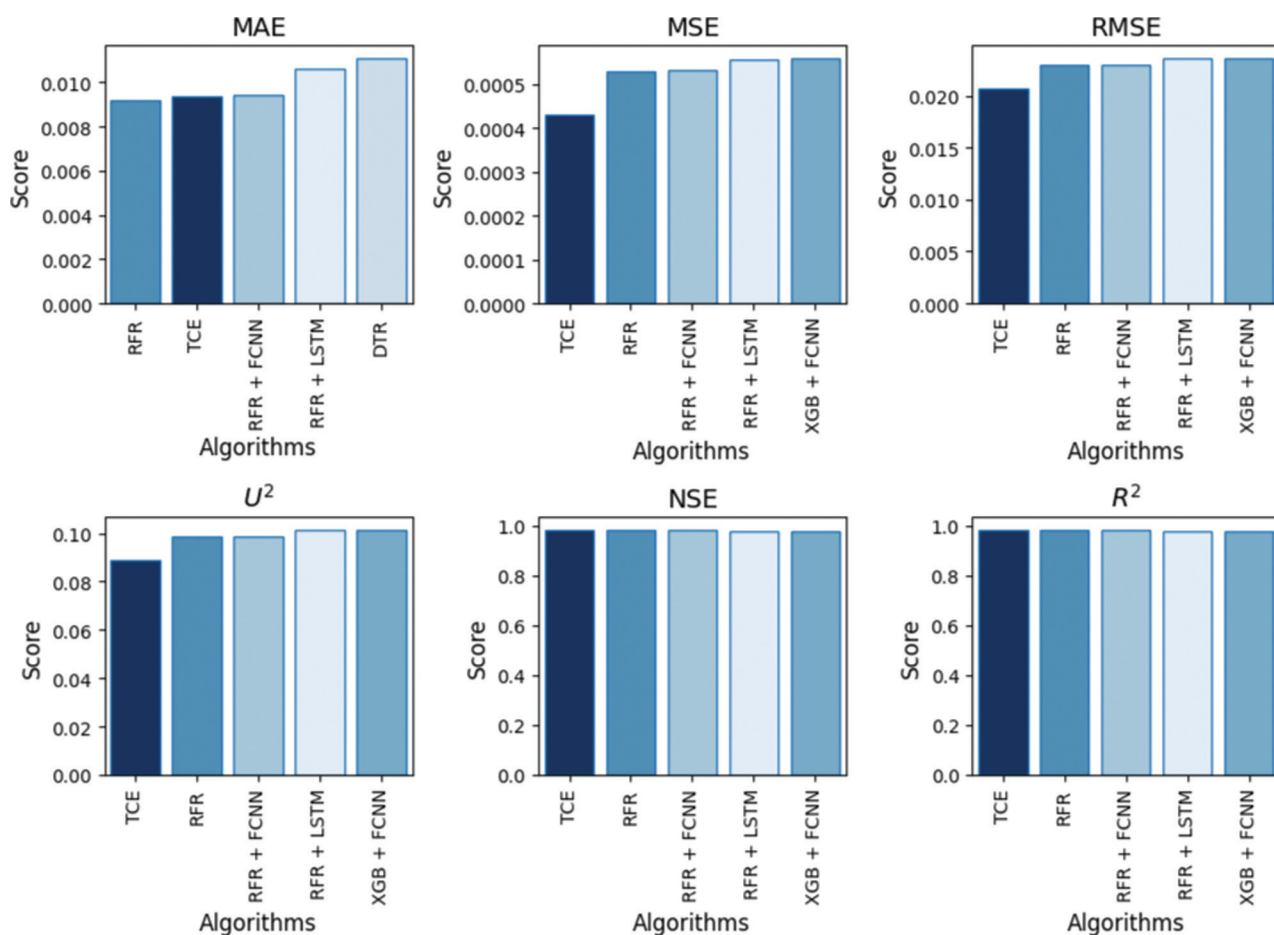 MAE
Score
0.010
0.008
0.006
0.004
0.002
0.000
RFR
TCE
RFR + FCNN
RFR + LSTM
DTR
Algorithms
MSE
Score
0.0005
0.0004
0.0003
0.0002
0.0001
0.0000
TCE
RFR
RFR + FCNN
RFR + LSTM
XGB + FCNN
Algorithms
RMSE
Score
0.020
0.015
0.010
0.005
0.000
TCE
RFR
RFR + FCNN
RFR + LSTM
XGB + FCNN
Algorithms
U²
Score
0.10
0.08
0.06
0.04
0.02
0.00
TCE
RFR
RFR + FCNN
RFR + LSTM
XGB + FCNN
Algorithms
NSE
Score
1.0
0.8
0.6
0.4
0.2
0.0
TCE
RFR
RFR + FCNN
RFR + LSTM
XGB + FCNN
Algorithms
R²
Score
1.0
0.8
0.6
0.4
0.2
0.0
TCE
RFR
RFR + FCNN
RFR + LSTM
XGB + FCNN
Algorithms